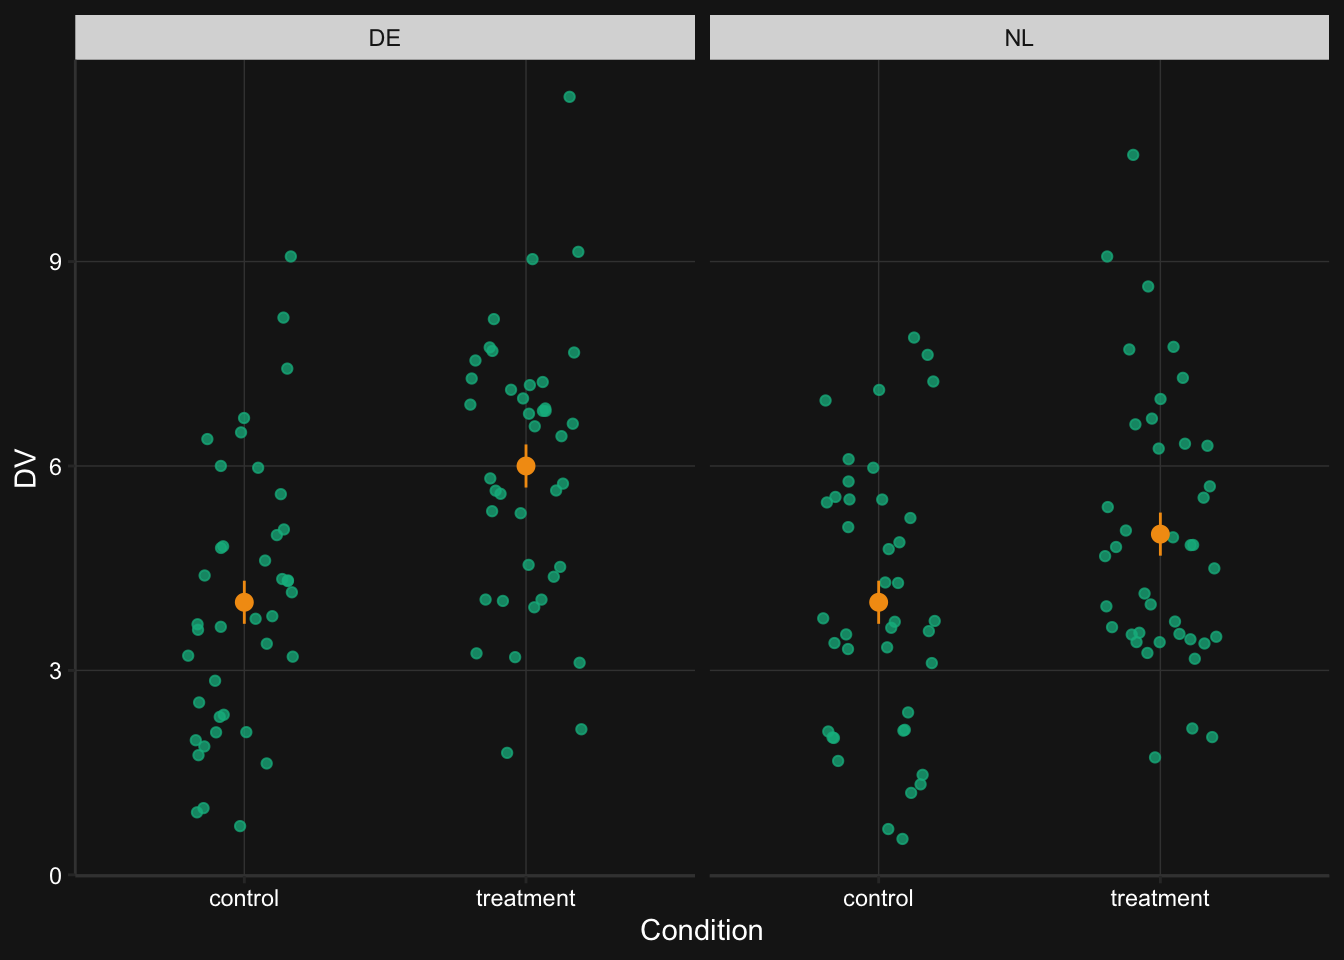 DE
NL
DV
9
6
3
0
control
treatment
control
treatment
Condition